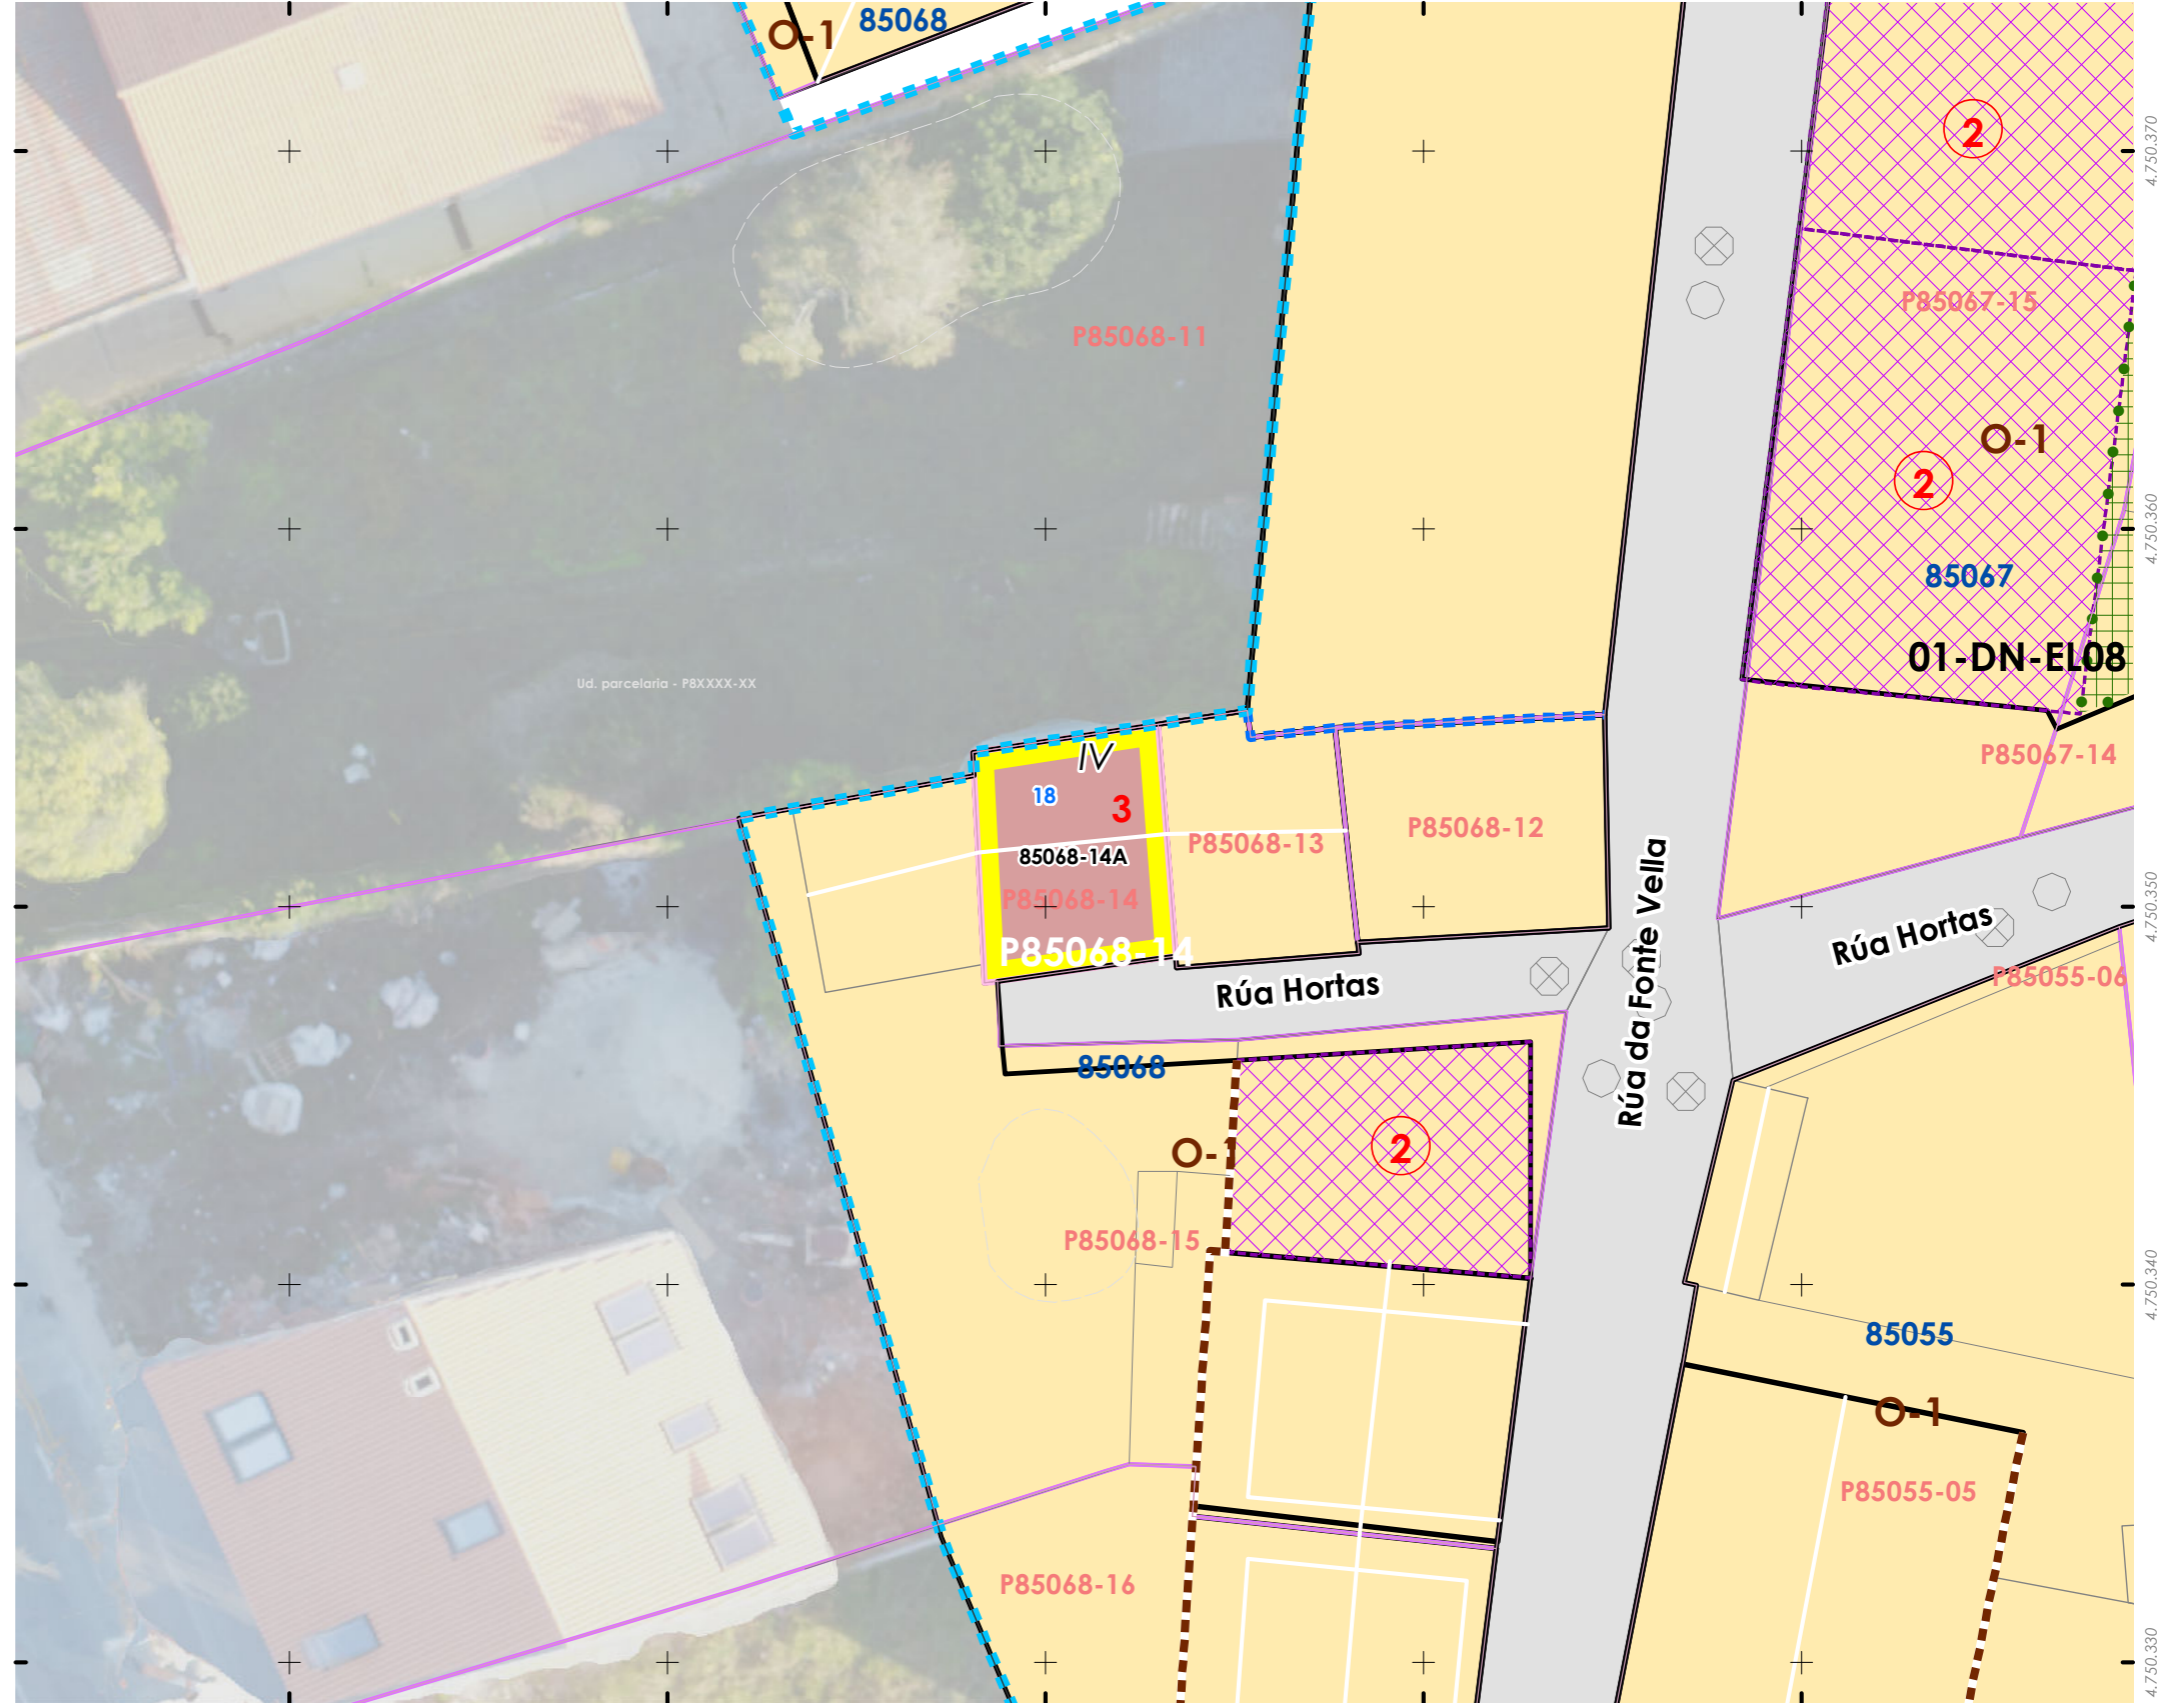 85068
O-1
2
4.750.370
P85067-15
P85068-11
O-1
2
4.750.360
85067
01-DN-EL08
Ud. parcelaria - P8XXXX-XX
IV
P85067-14
18
3
P85068-12
P85068-13
85068-14A
P85068-14
4.750.350
Rúa Hortas
P85068-14
P85055-06
Rúa Hortas
Rúa da Fonte Vella
85068
O-1
2
P85068-15
4.750.340
85055
O-1
P85055-05
P85068-16
4.750.330